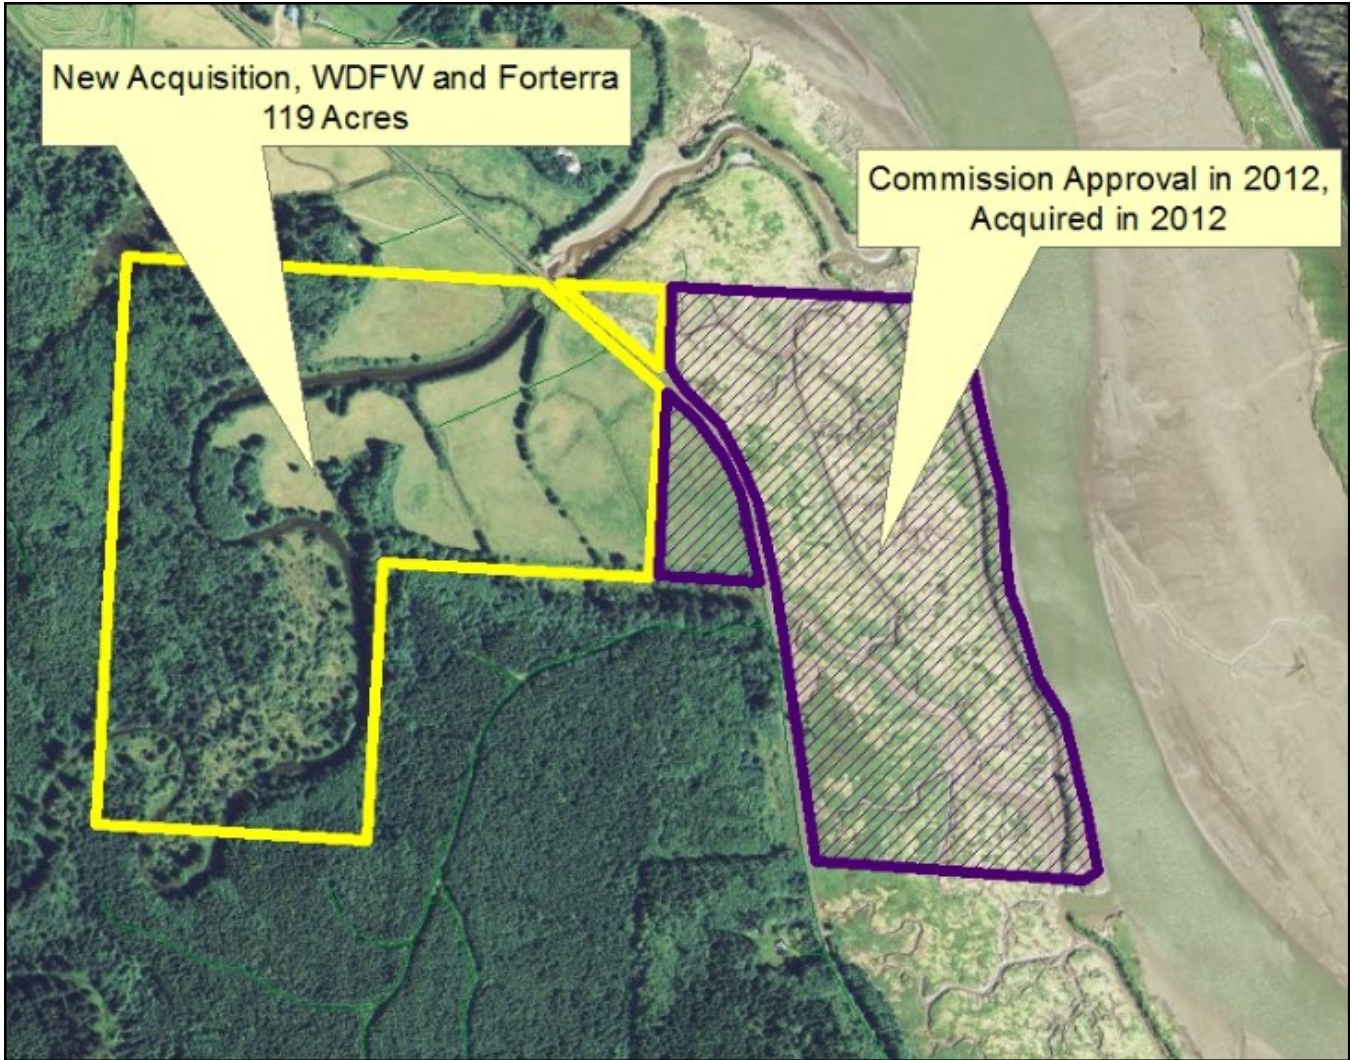 New Acquisition, WDFW and Forterra
119 Acres
Commission Approval in 2012,
Acquired in 2012